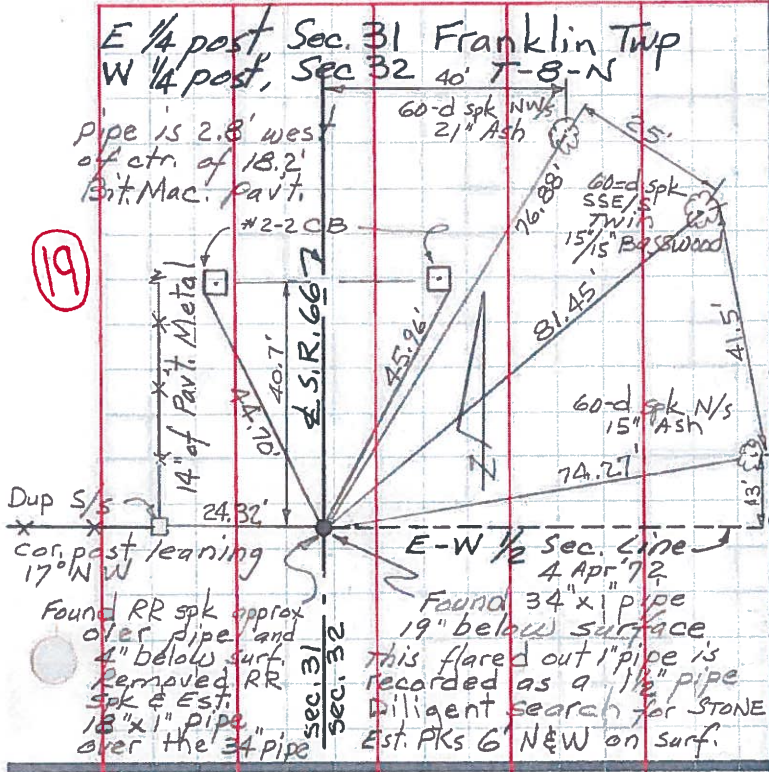 E 1/4 post, Sec. 31 Franklin Twp
W 1/4 post, Sec 32 T-8-N
40'
60-d spk NW/s
21" Ash
25'
pipe is 2.8' west
of ctr. of 18.2'
Bit. Mac. Pav't.
76.88'
60-d spk
SSE/s
Twin
15"/15" Basswood
#2-2 CB
19
14" of Pavt. Metal
44.70'
40.7'
℄ S.R. 667
45.96'
81.45'
41.5'
60-d spk N/s
15" Ash
N
74.27'
13'
Dup S/s
24.32'
cor. post leaning
17° NW
E-W 1/2 Sec. Line
4 Apr '72
Found RR spk approx
over pipe and
4" below surf.
Removed RR
Spk & Est.
18"x1" pipe
over the 34" pipe
sec. 31
sec. 32
Found 34"x1" pipe
19" below surface
This flared out 1" pipe is
recorded as a 1 1/2" pipe
Diligent search for STONE
Est. PKs 6' N&W on surf.